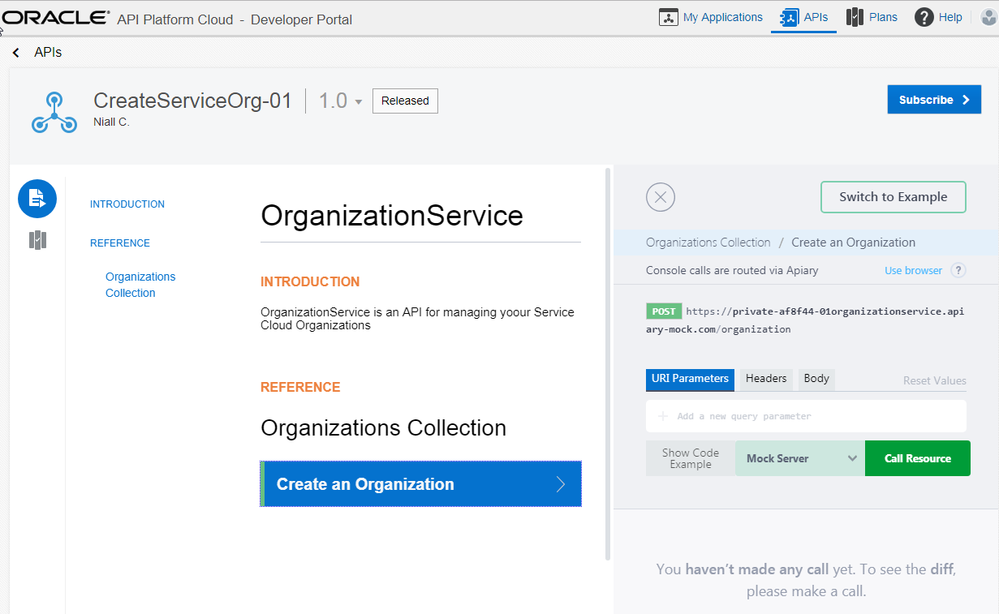 ORACLE® API Platform Cloud - Developer Portal
My Applications
APIs
Plans
? Help
APIs
CreateServiceOrg-01
1.0
Released
Niall C.
Subscribe
INTRODUCTION
REFERENCE
Organizations
Collection
OrganizationService
INTRODUCTION
OrganizationService is an API for managing yoour Service
Cloud Organizations
REFERENCE
Organizations Collection
Create an Organization
Switch to Example
Organizations Collection / Create an Organization
Console calls are routed via Apiary
Use browser ?
POST https://private-af8f44-01organizationservice.api
ary-mock.com/organization
URI Parameters
Headers
Body
Reset Values
+ Add a new query parameter
Show Code
Example
Mock Server
Call Resource
You haven't made any call yet. To see the diff,
please make a call.